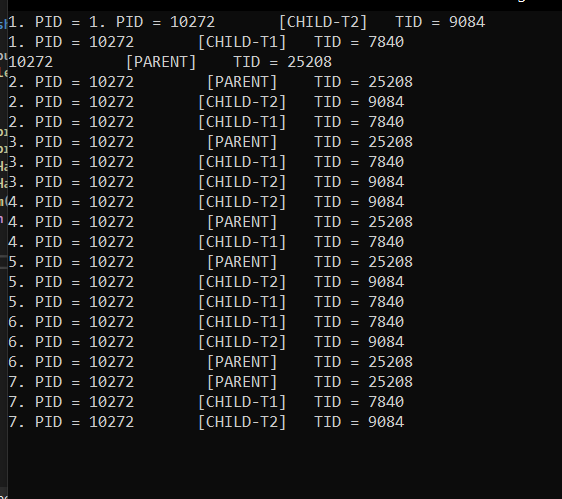 1. PID = 1. PID = 10272       [CHILD-T2]   TID = 9084
1. PID = 10272       [CHILD-T1]   TID = 7840
10272        [PARENT]    TID = 25208
2. PID = 10272        [PARENT]    TID = 25208
2. PID = 10272       [CHILD-T2]   TID = 9084
2. PID = 10272       [CHILD-T1]   TID = 7840
3. PID = 10272        [PARENT]    TID = 25208
3. PID = 10272       [CHILD-T1]   TID = 7840
3. PID = 10272       [CHILD-T2]   TID = 9084
4. PID = 10272       [CHILD-T2]   TID = 9084
4. PID = 10272        [PARENT]    TID = 25208
4. PID = 10272       [CHILD-T1]   TID = 7840
5. PID = 10272        [PARENT]    TID = 25208
5. PID = 10272       [CHILD-T2]   TID = 9084
5. PID = 10272       [CHILD-T1]   TID = 7840
6. PID = 10272       [CHILD-T1]   TID = 7840
6. PID = 10272       [CHILD-T2]   TID = 9084
6. PID = 10272        [PARENT]    TID = 25208
7. PID = 10272        [PARENT]    TID = 25208
7. PID = 10272       [CHILD-T1]   TID = 7840
7. PID = 10272       [CHILD-T2]   TID = 9084